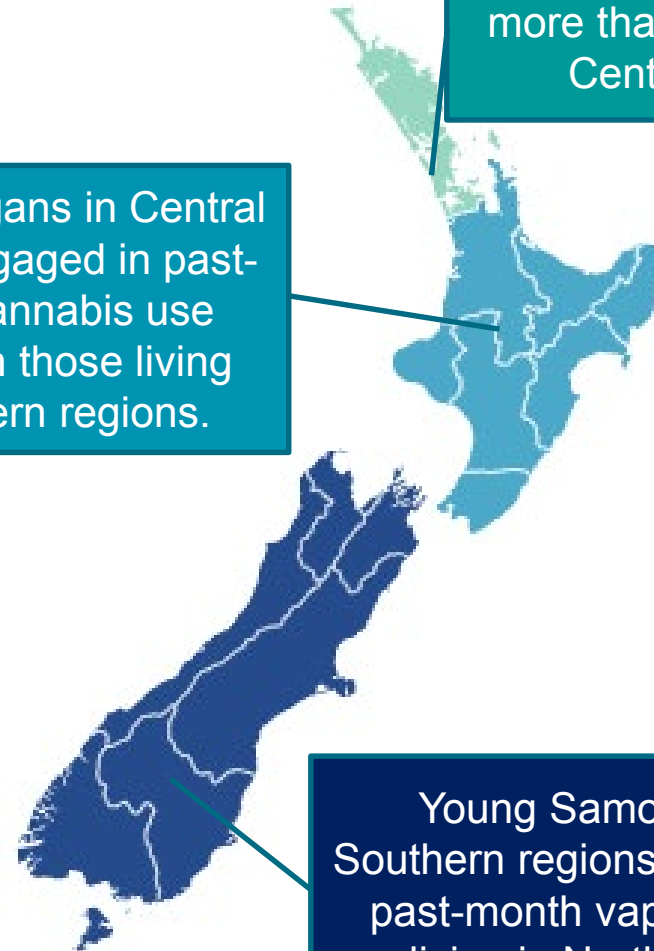 more tha
Cent
gans in Central
gaged in past-
annabis use
n those living
ern regions.
Young Samo
Southern regions
past-month vap